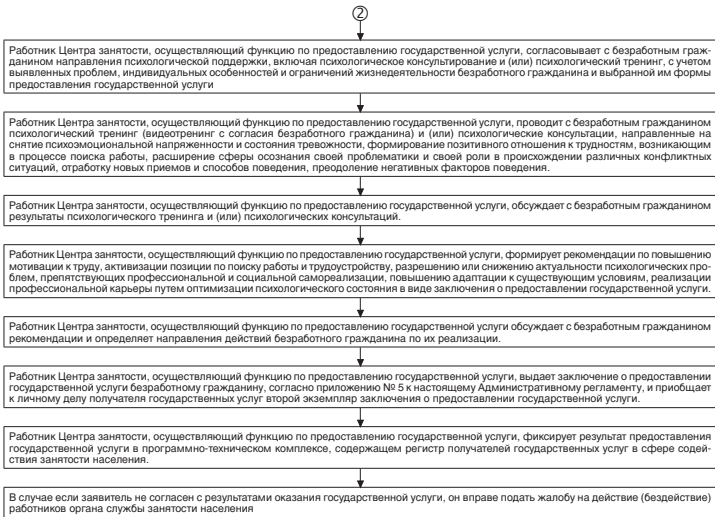 2
Работник Центра занятости, осуществляющий функцию по предоставлению государственной услуги, согласовывает с безработным граж-
данином направления психологической поддержки, включая психологическое консультирование и (или) психологический тренинг, с учетом
выявленных проблем, индивидуальных особенностей и ограничений жизнедеятельности безработного гражданина и выбранной им формы
предоставления государственной услуги
Работник Центра занятости, осуществляющий функцию по предоставлению государственной услуги, проводит с безработным гражданином
психологический тренинг (видеотренинг с согласия безработного гражданина) и (или) психологические консультации, направленные на
снятие психоэмоциональной напряженности и состояния тревожности, формирование позитивного отношения к трудностям, возникающим
в процессе поиска работы, расширение сферы осознания своей проблематики и своей роли в происхождении различных конфликтных
ситуаций, отработку новых приемов и способов поведения, преодоление негативных факторов поведения.
Работник Центра занятости, осуществляющий функцию по предоставлению государственной услуги, обсуждает с безработным гражданином
результаты психологического тренинга и (или) психологических консультаций.
Работник Центра занятости, осуществляющий функцию по предоставлению государственной услуги, формирует рекомендации по повышению
мотивации к труду, активизации позиции по поиску работы и трудоустройству, разрешению или снижению актуальности психологических про-
блем, препятствующих профессиональной и социальной самореализации, повышению адаптации к существующим условиям, реализации
профессиональной карьеры путем оптимизации психологического состояния в виде заключения о предоставлении государственной услуги.
Работник Центра занятости, осуществляющий функцию по предоставлению государственной услуги обсуждает с безработным гражданином
рекомендации и определяет направления действий безработного гражданина по их реализации.
Работник Центра занятости, осуществляющий функцию по предоставлению государственной услуги, выдает заключение о предоставлении
государственной услуги безработному гражданину, согласно приложению № 5 к настоящему Административному регламенту, и приобщает
к личному делу получателя государственных услуг второй экземпляр заключения о предоставлении государственной услуги.
Работник Центра занятости, осуществляющий функцию по предоставлению государственной услуги, фиксирует результат предоставления
государственной услуги в программно-техническом комплексе, содержащем регистр получателей государственных услуг в сфере содей-
ствия занятости населения.
В случае если заявитель не согласен с результатами оказания государственной услуги, он вправе подать жалобу на действие (бездействие)
работников органа службы занятости населения